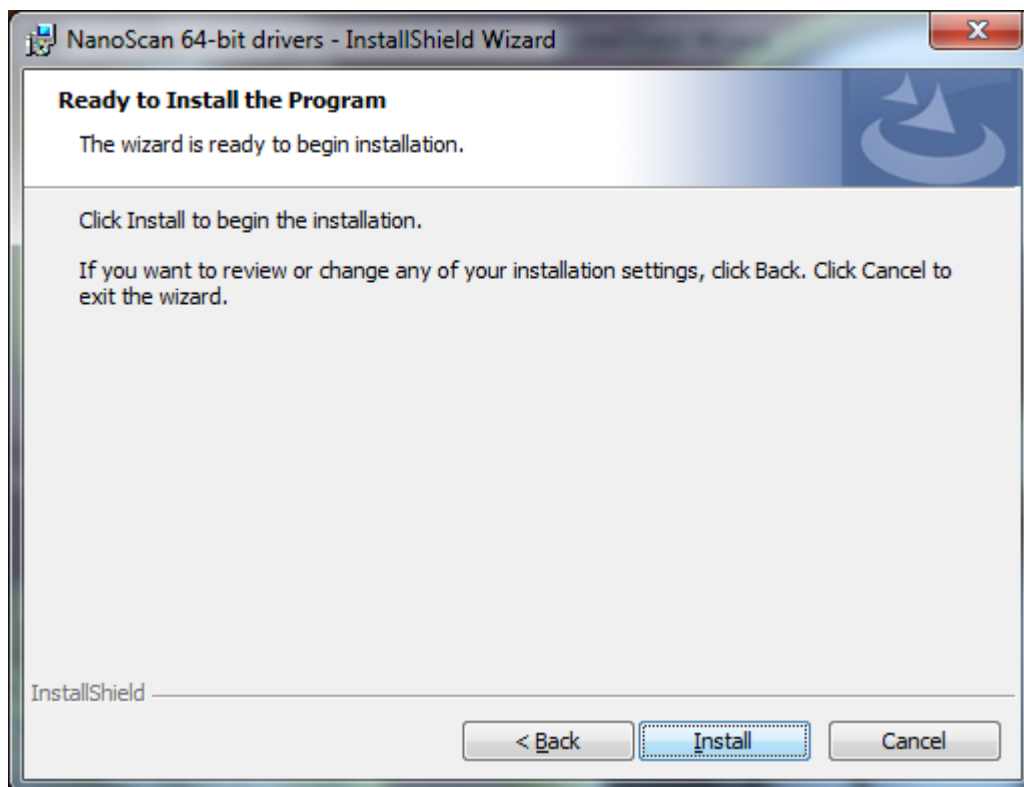 NanoScan 64-bit drivers - InstallShield Wizard
Ready to Install the Program
The wizard is ready to begin installation.
Click Install to begin the installation.
If you want to review or change any of your installation settings, click Back. Click Cancel to
exit the wizard.
InstallShield
< Back
Install
Cancel